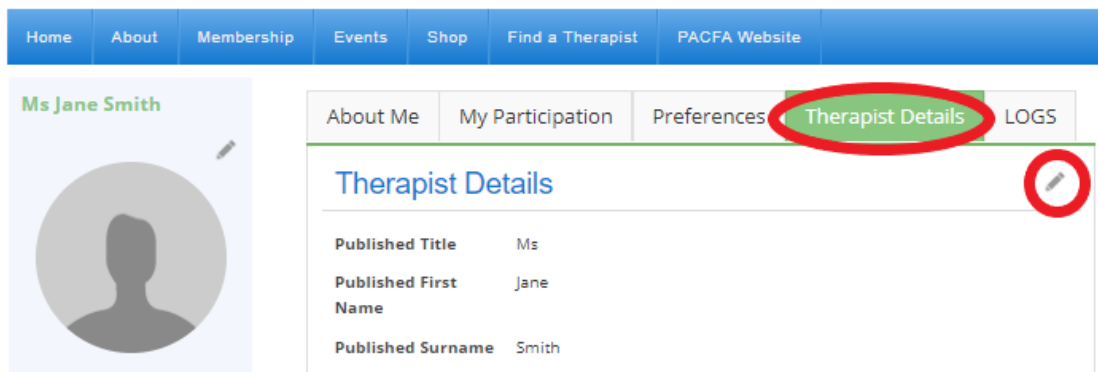 Home About Membership Events Shop Find a Therapist PACFA Website
Ms Jane Smith
About Me My Participation Preferences Therapist Details LOGS
Therapist Details
Published Title Ms
Published First Jane
Name
Published Surname Smith